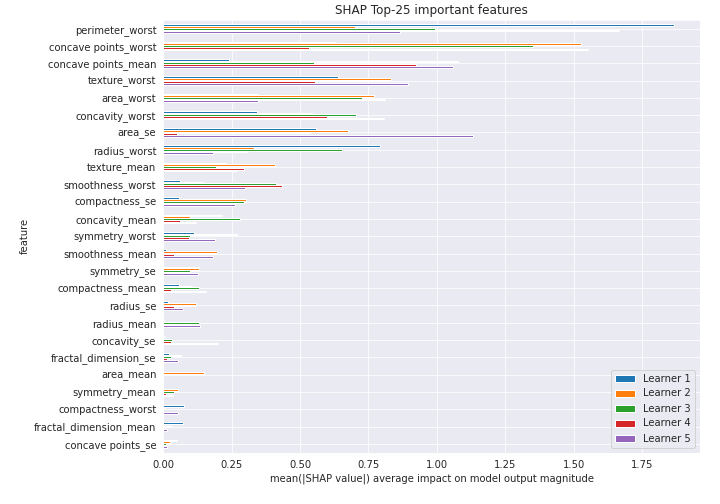 SHAP Top-25 important features
perimeter_worst
concave points_worst
concave points_mean
texture_worst
area_worst
concavity_worst
area_se
radius_worst
texture_mean
smoothness_worst
compactness_se
concavity_mean
symmetry_worst
smoothness_mean
symmetry_se
compactness_mean
radius_se
radius_mean
concavity_se
fractal_dimension_se
area_mean
symmetry_mean
compactness_worst
fractal_dimension_mean
concave points_se
feature
Learner 1
Learner 2
Learner 3
Learner 4
Learner 5
0.00 0.25 0.50 0.75 1.00 1.25 1.50 1.75
mean(|SHAP value|) average impact on model output magnitude